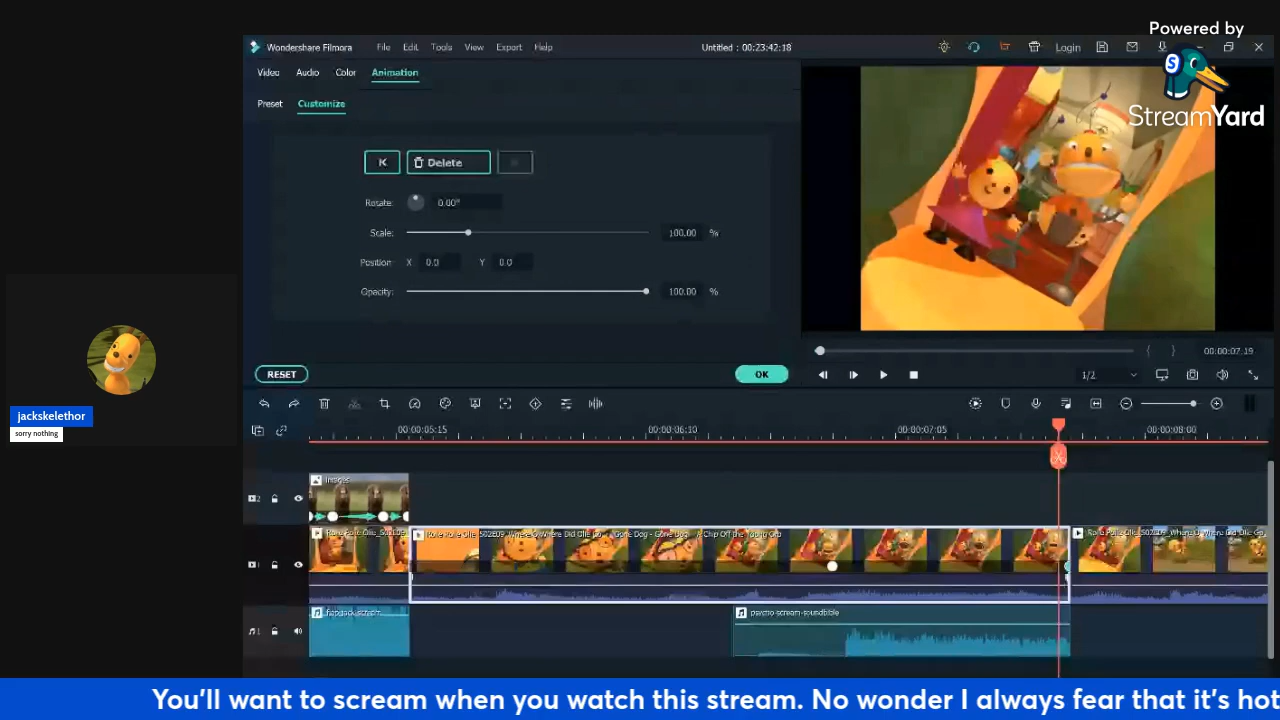 Powered by
StreamYard
Wondershare Filmora
File Edit Tools View Export Help
Untitled : 00:23:42:18
Login
Video Audio Color Animation
Preset Customize
Delete
Rotate: 0.00°
Scale: 100.00 %
Position: X 0.0 Y 0.0
Opacity: 100.00 %
RESET
OK
00:00:07.19
1/2
jackskelethor
sorry nothing
00:00:05:15
00:00:06:10
00:00:07:05
00:00:08:00
images
psycho-scream-soundbible
You'll want to scream when you watch this stream. No wonder I always fear that it's hot